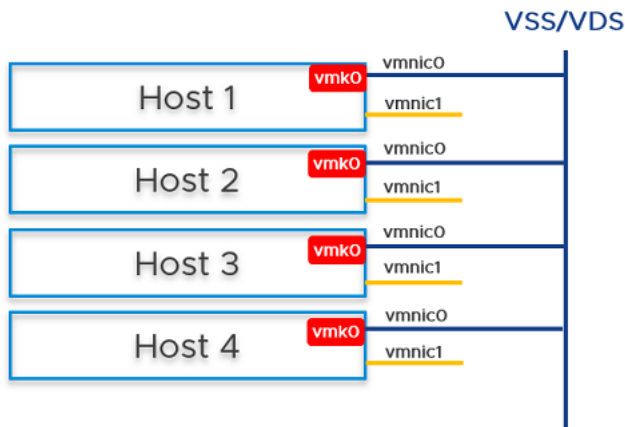 VSS/VDS
vmnic0
vmk0
Host 1
vmnic1
vmnic0
vmk0
Host 2
vmnic1
vmnic0
vmk0
Host 3
vmnic1
vmnic0
vmk0
Host 4
vmnic1